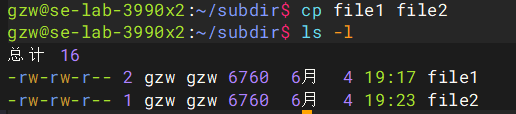 gzw@se-lab-3990x2:~/subdir$ cp file1 file2
gzw@se-lab-3990x2:~/subdir$ ls -l
总计 16
-rw-rw-r-- 2 gzw gzw 6760  6月  4 19:17 file1
-rw-rw-r-- 1 gzw gzw 6760  6月  4 19:23 file2